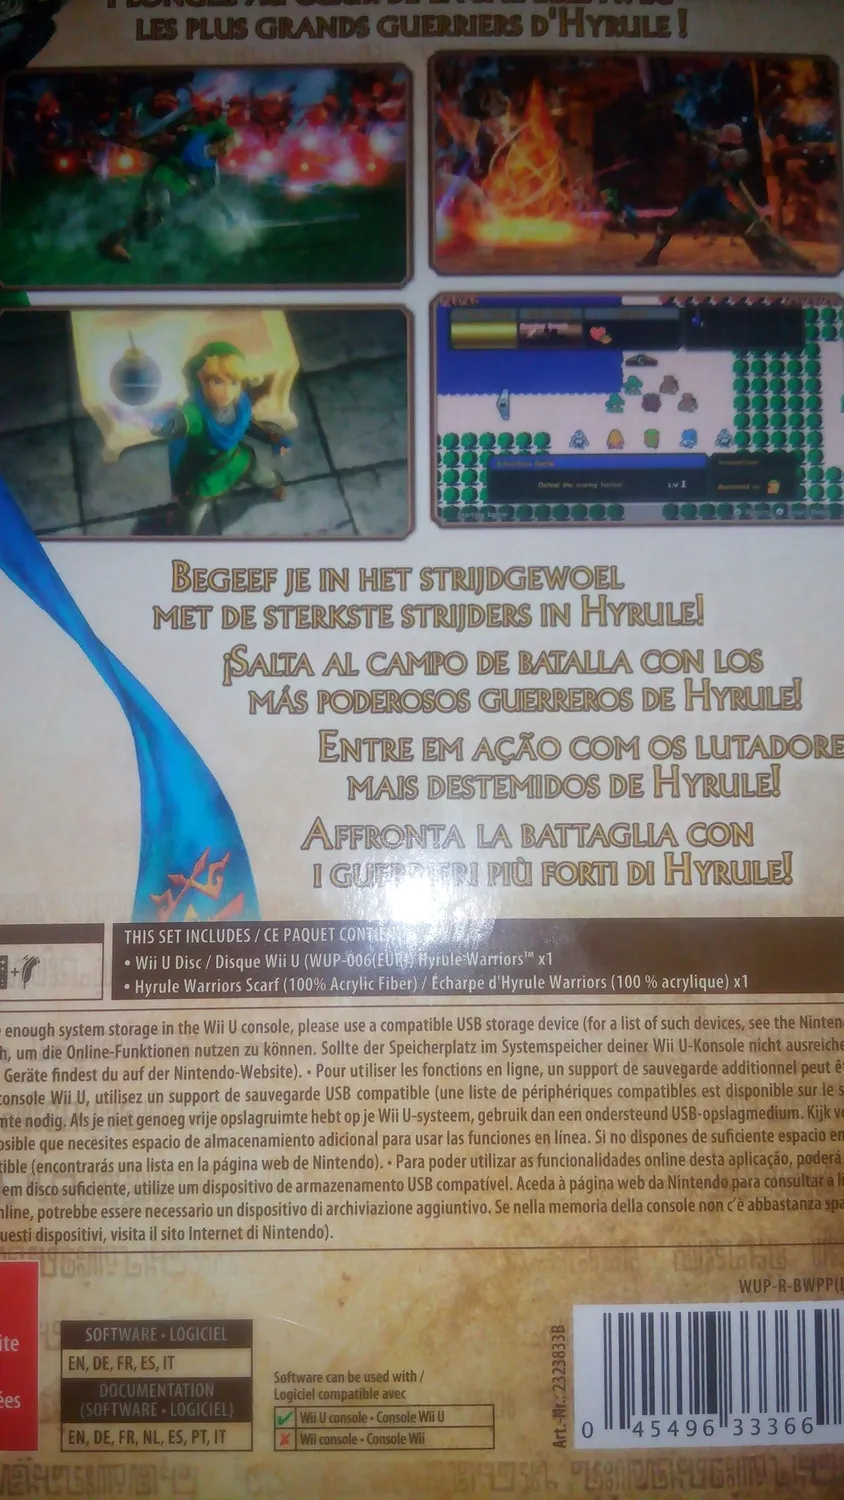 LES PLUS GRANDS GUERRIERS D'HYRULE !
Defeat the enemy forces!
LV 1
BEGEEF JE IN HET STRIJDGEWOEL
MET DE STERKSTE STRIJDERS IN HYRULE!
¡SALTA AL CAMPO DE BATALLA CON LOS
MÁS PODEROSOS GUERREROS DE HYRULE!
ENTRE EM AÇÃO COM OS LUTADORE
MAIS DESTEMIDOS DE HYRULE!
AFFRONTA LA BATTAGLIA CON
I GUERRIERI PIÙ FORTI DI HYRULE!
THIS SET INCLUDES / CE PAQUET CONTIEN
• Wii U Disc / Disque Wii U (WUP-006(EUR)) Hyrule Warriors™ x1
• Hyrule Warriors Scarf (100% Acrylic Fiber) / Écharpe d'Hyrule Warriors (100 % acrylique) x1
enough system storage in the Wii U console, please use a compatible USB storage device (for a list of such devices, see the Ninten
h, um die Online-Funktionen nutzen zu können. Sollte der Speicherplatz im Systemspeicher deiner Wii U-Konsole nicht ausreiche
Geräte findest du auf der Nintendo-Website). • Pour utiliser les fonctions en ligne, un support de sauvegarde additionnel peut ê
console Wii U, utilisez un support de sauvegarde USB compatible (une liste de périphériques compatibles est disponible sur le s
mte nodig. Als je niet genoeg vrije opslagruimte hebt op je Wii U-systeem, gebruik dan een ondersteund USB-opslagmedium. Kijk v
osible que necesites espacio de almacenamiento adicional para usar las funciones en línea. Si no dispones de suficiente espacio en
tible (encontrarás una lista en la página web de Nintendo). • Para poder utilizar as funcionalidades online desta aplicação, poderá
em disco suficiente, utilize um dispositivo de armazenamento USB compatível. Aceda à página web da Nintendo para consultar a li
nline, potrebbe essere necessario un dispositivo di archiviazione aggiuntivo. Se nella memoria della console non c'è abbastanza spa
uesti dispositivi, visita il sito Internet di Nintendo).
WUP-R-BWPP(E
ite
ées
SOFTWARE • LOGICIEL
EN, DE, FR, ES, IT
DOCUMENTATION
(SOFTWARE • LOGICIEL)
EN, DE, FR, NL, ES, PT, IT
Software can be used with /
Logiciel compatible avec
Wii U console • Console Wii U
Wii console • Console Wii
Art.-Nr.: 2323833B
0 45496 33366